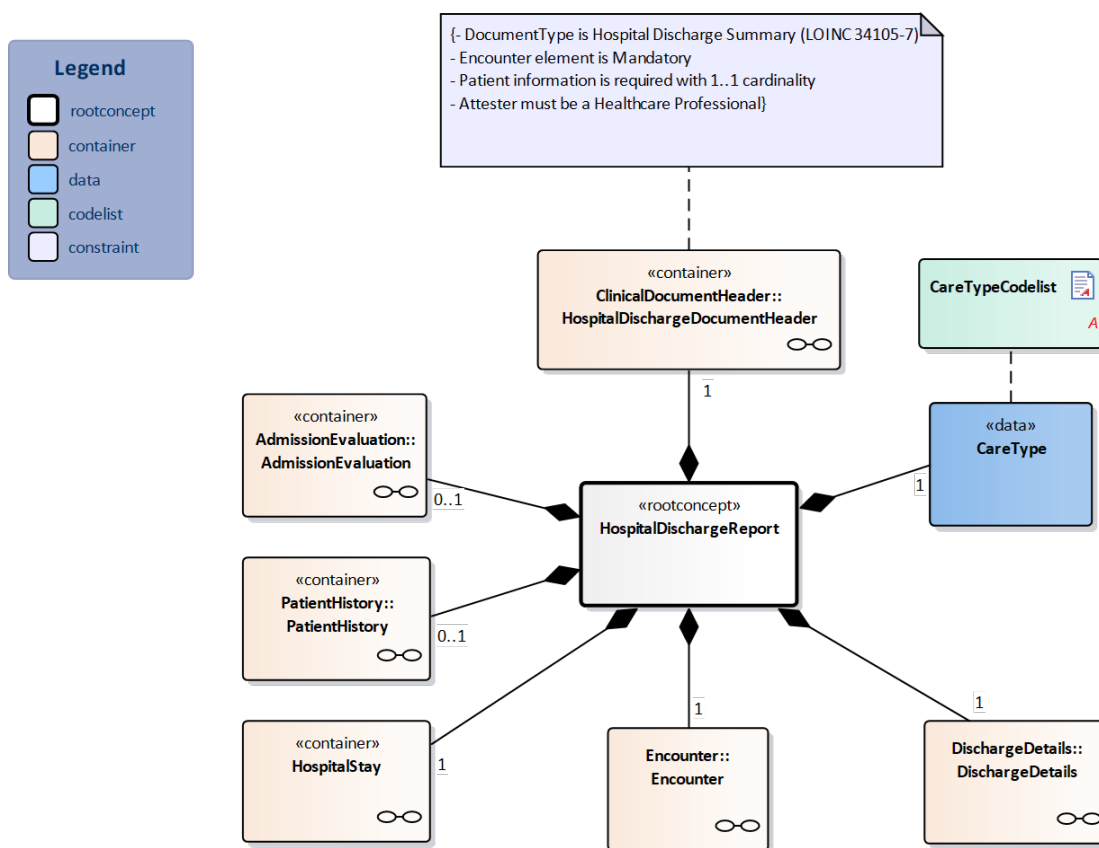 {- DocumentType is Hospital Discharge Summary (LOINC 34105-7)
- Encounter element is Mandatory
- Patient information is required with 1..1 cardinality
- Attester must be a Healthcare Professional}
Legend
rootconcept
container
data
codelist
constraint
«container»
ClinicalDocumentHeader::
HospitalDischargeDocumentHeader
CareTypeCodelist
A
A
1
«container»
AdmissionEvaluation::
AdmissionEvaluation
0..1
«data»
CareType
1
«rootconcept»
HospitalDischargeReport
«container»
PatientHistory::
PatientHistory
0..1
«container»
HospitalStay
1
1
Encounter::
Encounter
1
DischargeDetails::
DischargeDetails